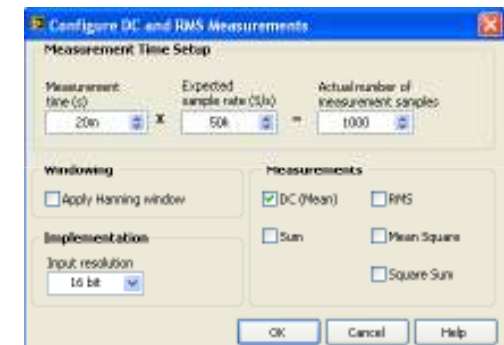 Configure DC and RMS Measurements
Measurement Time Setup
Measurement time (s)
Expected sample rate (S/s)
Actual number of measurement samples
20m x 50k = 1000
Windowing
Apply Hanning window
Measurements
DC (Mean) RMS
Sum Mean Square
Square Sum
Implementation
Input resolution
16 bit
OK Cancel Help